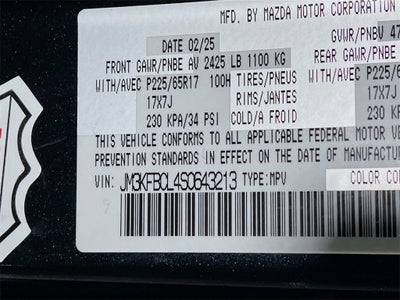 MFD. BY MAZDA MOTOR CORPORATION
DATE 02/25 GVWR/PNBV 47
FRONT GAWR/PNBE AV 2425 LB 1100 KG REAR GAWR/PNBE
WITH/AVEC P225/65R17 100H TIRES/PNEUS WITH/AVEC P225/6
17X7J RIMS/JANTES 17X7J
230 KPA/34 PSI COLD/A FROID 230 KP
THIS VEHICLE CONFORMS TO ALL APPLICABLE FEDERAL MOTOR VE
PREVENTION STANDARDS IN EFFECT ON THE DATE OF MANUFACTUR
VIN: JM3KFBCL4S0643213 TYPE:MPV COLOR CO